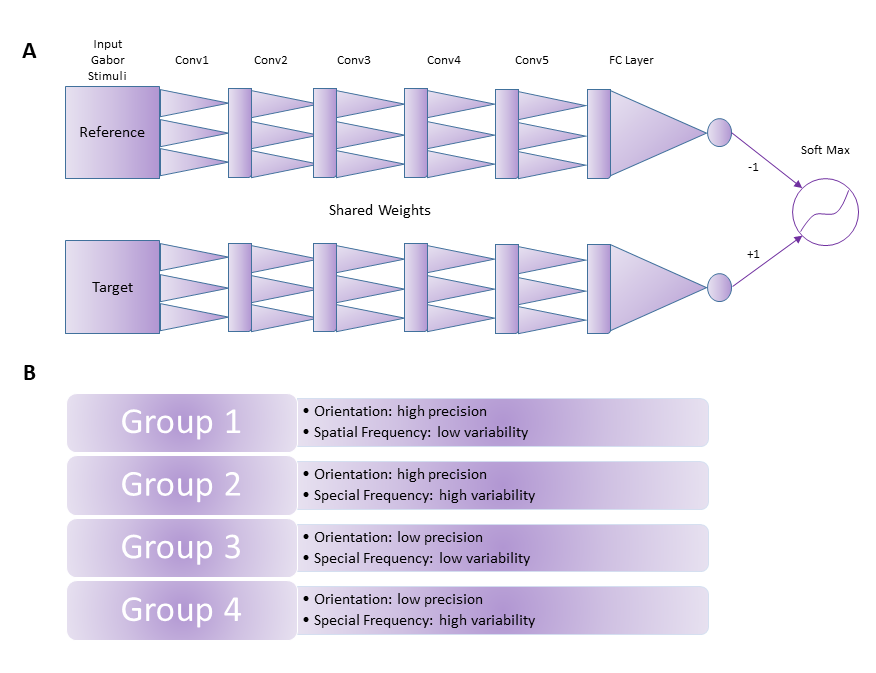 A
Input
Gabor
Stimuli
Conv1
Conv2
Conv3
Conv4
Conv5
FC Layer
Reference
-1
Soft Max
Shared Weights
Target
+1
B
Group 1
• Orientation: high precision
• Spatial Frequency: low variability
Group 2
• Orientation: high precision
• Special Frequency: high variability
Group 3
• Orientation: low precision
• Special Frequency: low variability
Group 4
• Orientation: low precision
• Special Frequency: high variability